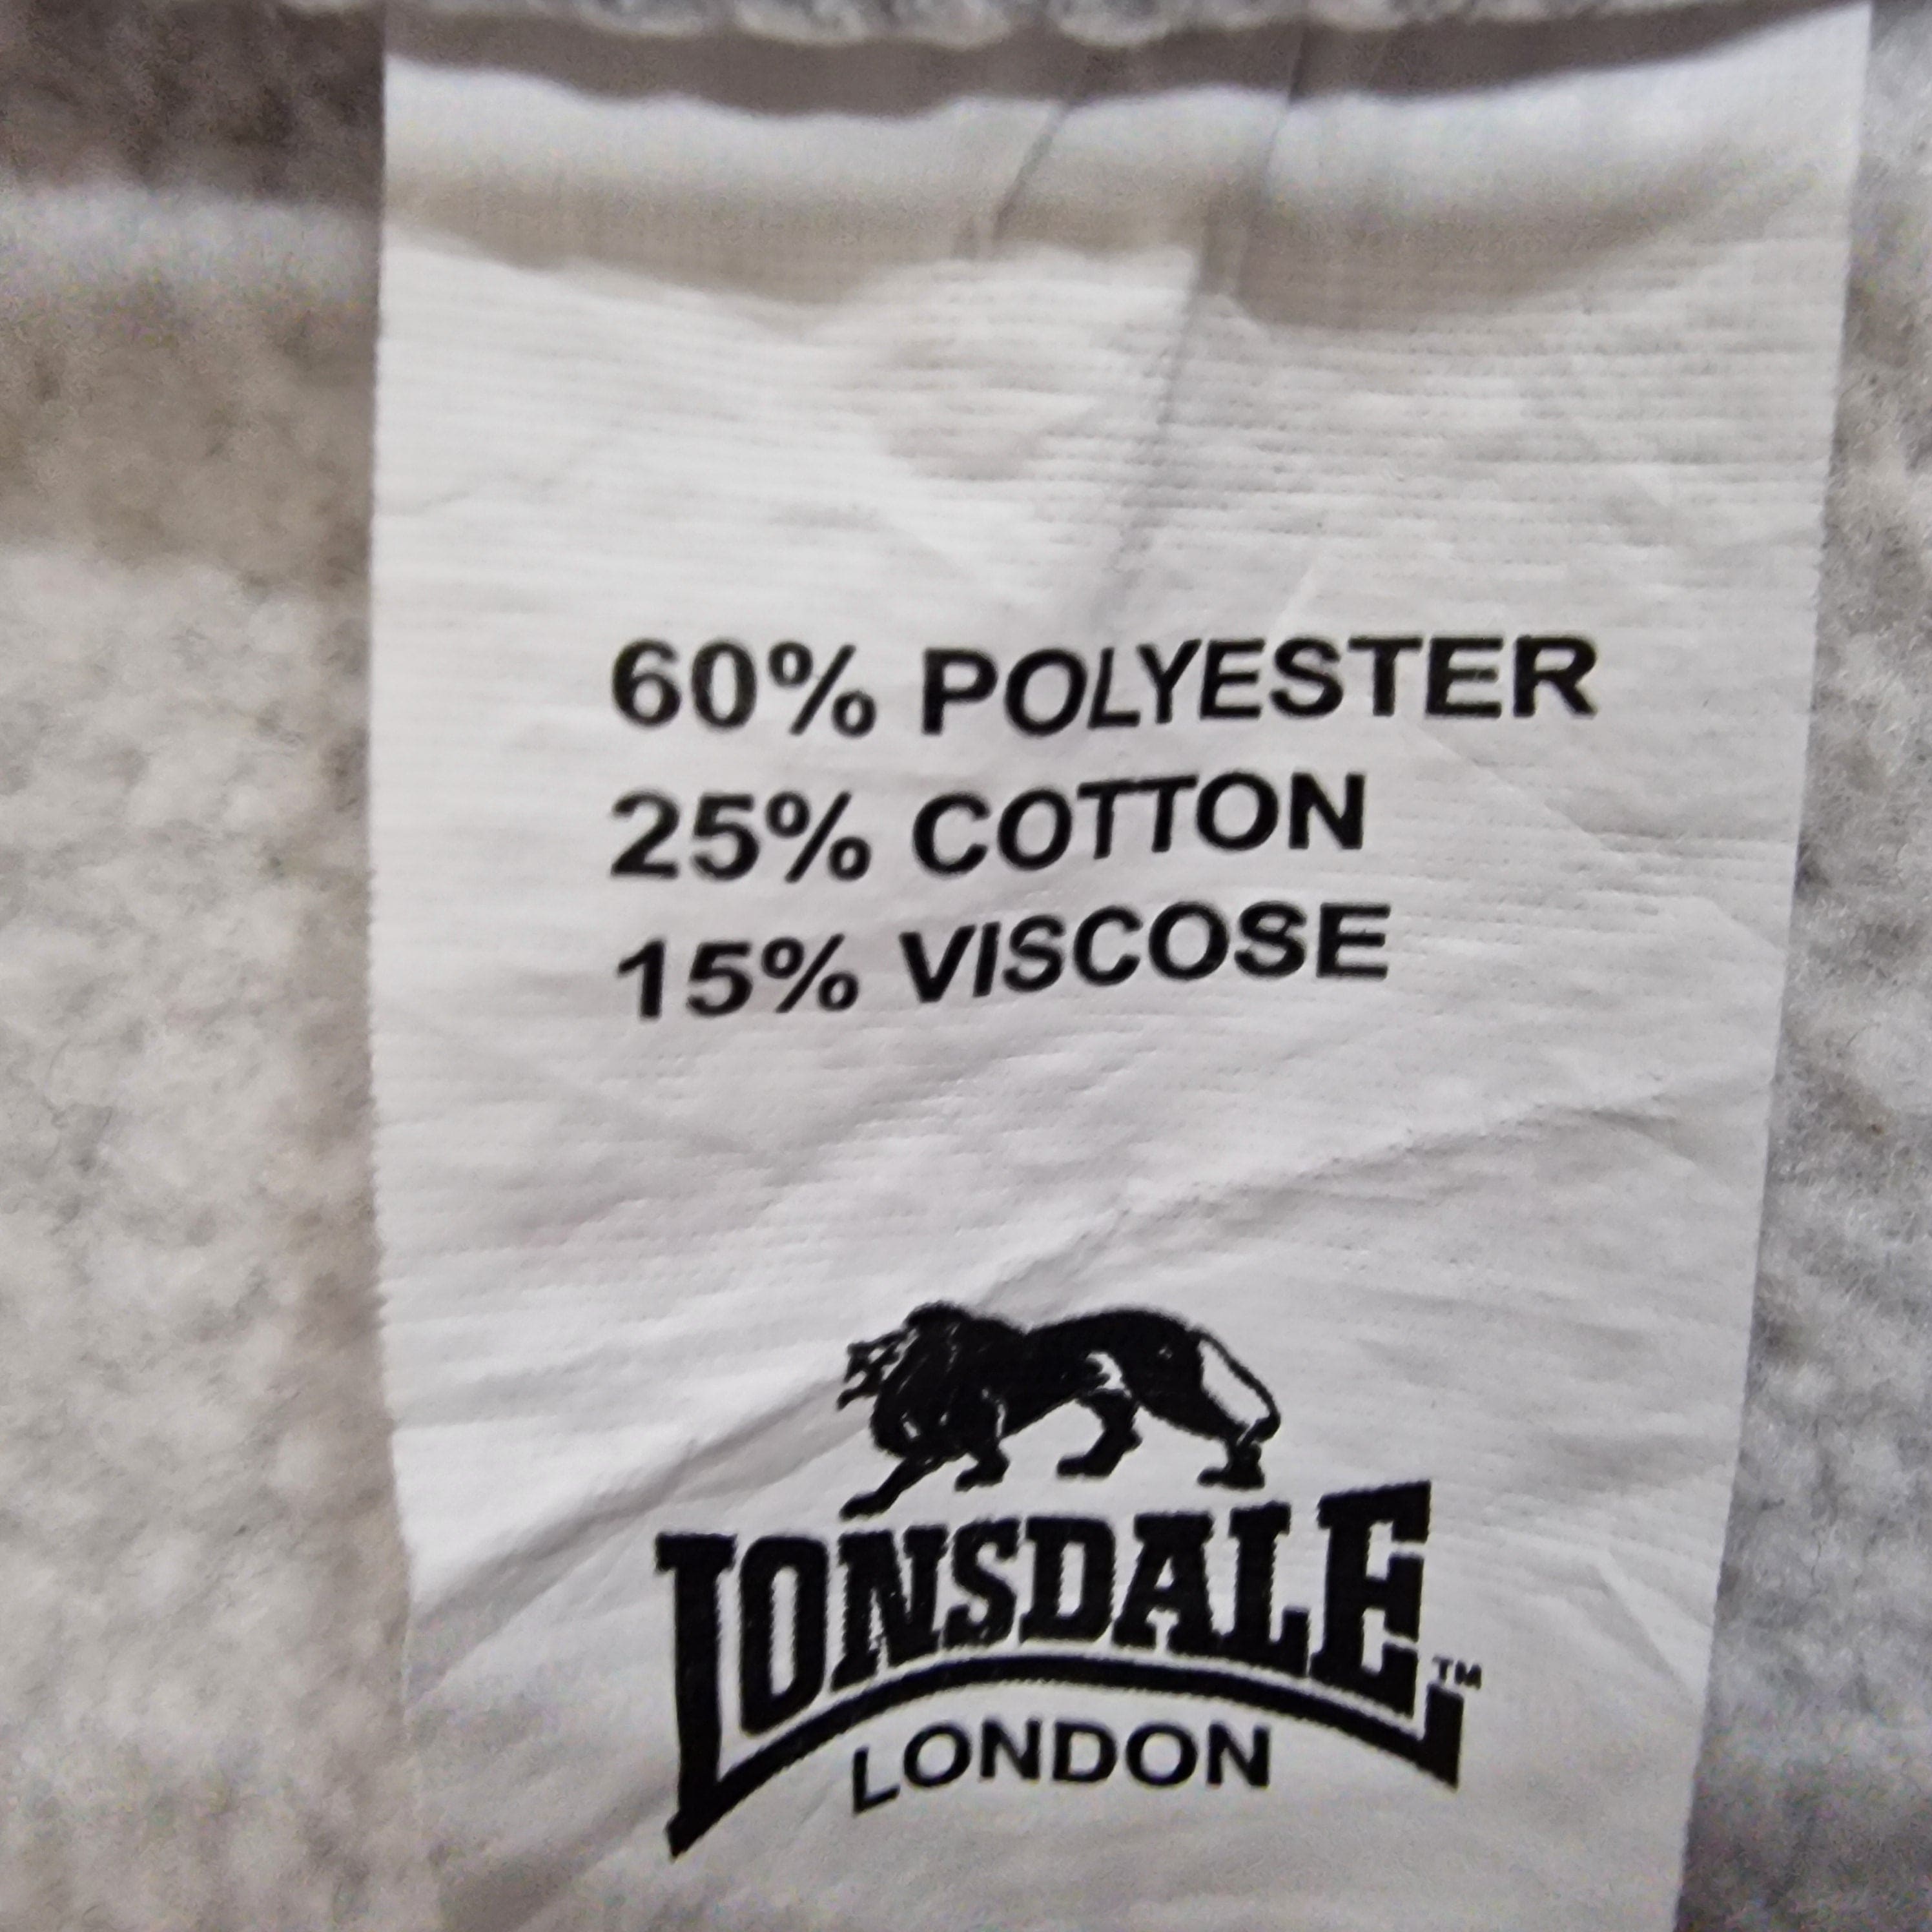 60% POLYESTER
25% COTTON
15% VISCOSE
LONSDALE™
LONDON